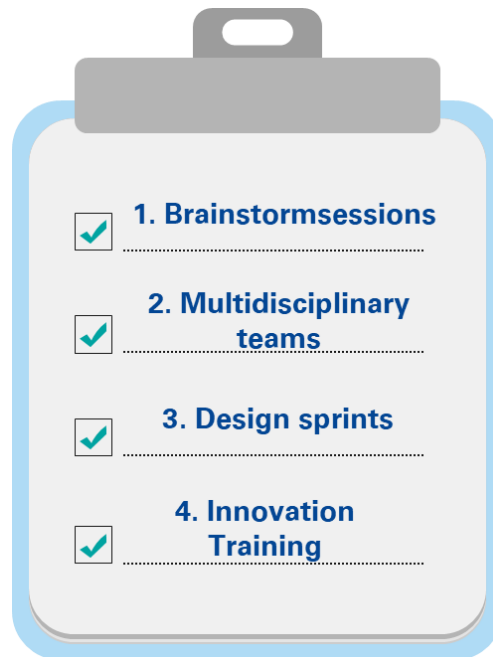 1. Brainstormsessions
2. Multidisciplinary
teams
3. Design sprints
4. Innovation
Training